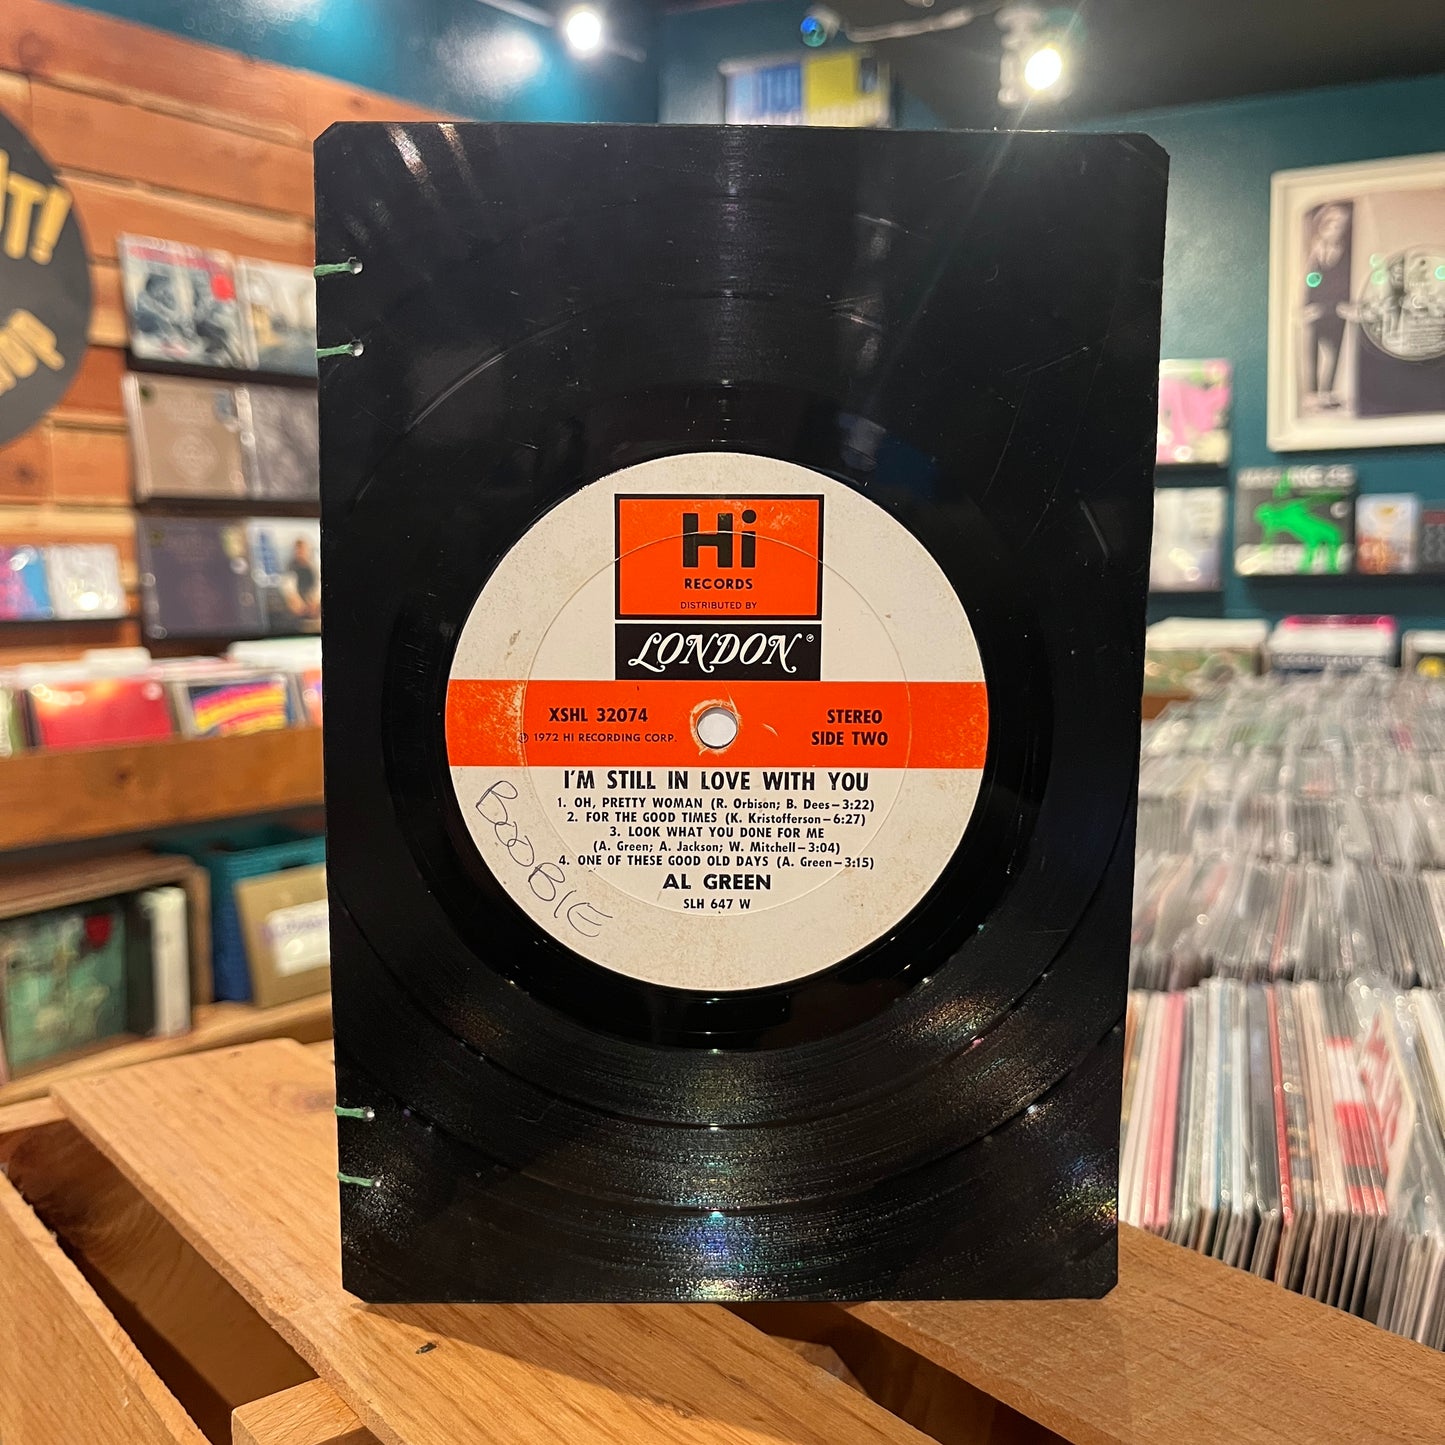 Hi
RECORDS
DISTRIBUTED BY
LONDON®
XSHL 32074
STEREO
℗ 1972 HI RECORDING CORP.
SIDE TWO
I'M STILL IN LOVE WITH YOU
1. OH, PRETTY WOMAN (R. Orbison; B. Dees—3:22)
2. FOR THE GOOD TIMES (K. Kristofferson—6:27)
3. LOOK WHAT YOU DONE FOR ME
(A. Green; A. Jackson; W. Mitchell—3:04)
4. ONE OF THESE GOOD OLD DAYS (A. Green—3:15)
AL GREEN
SLH 647 W
BOOBIE